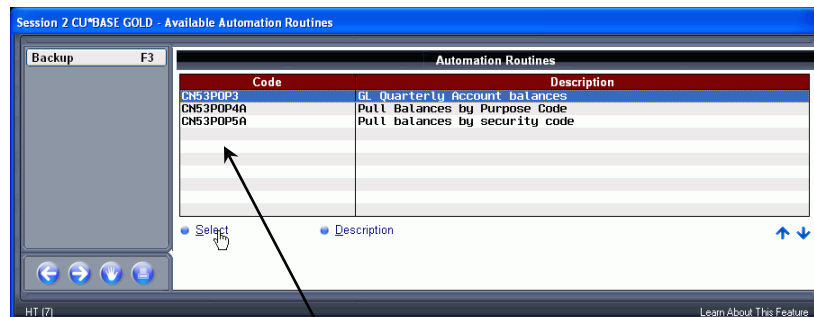 Session 2 CU*BASE GOLD - Available Automation Routines
Backup F3
Automation Routines
Code Description
CN53POP3 GL Quarterly Account balances
CN53POP4A Pull Balances by Purpose Code
CN53POP5A Pull balances by security code
Select Description
HT (7) Learn About This Feature